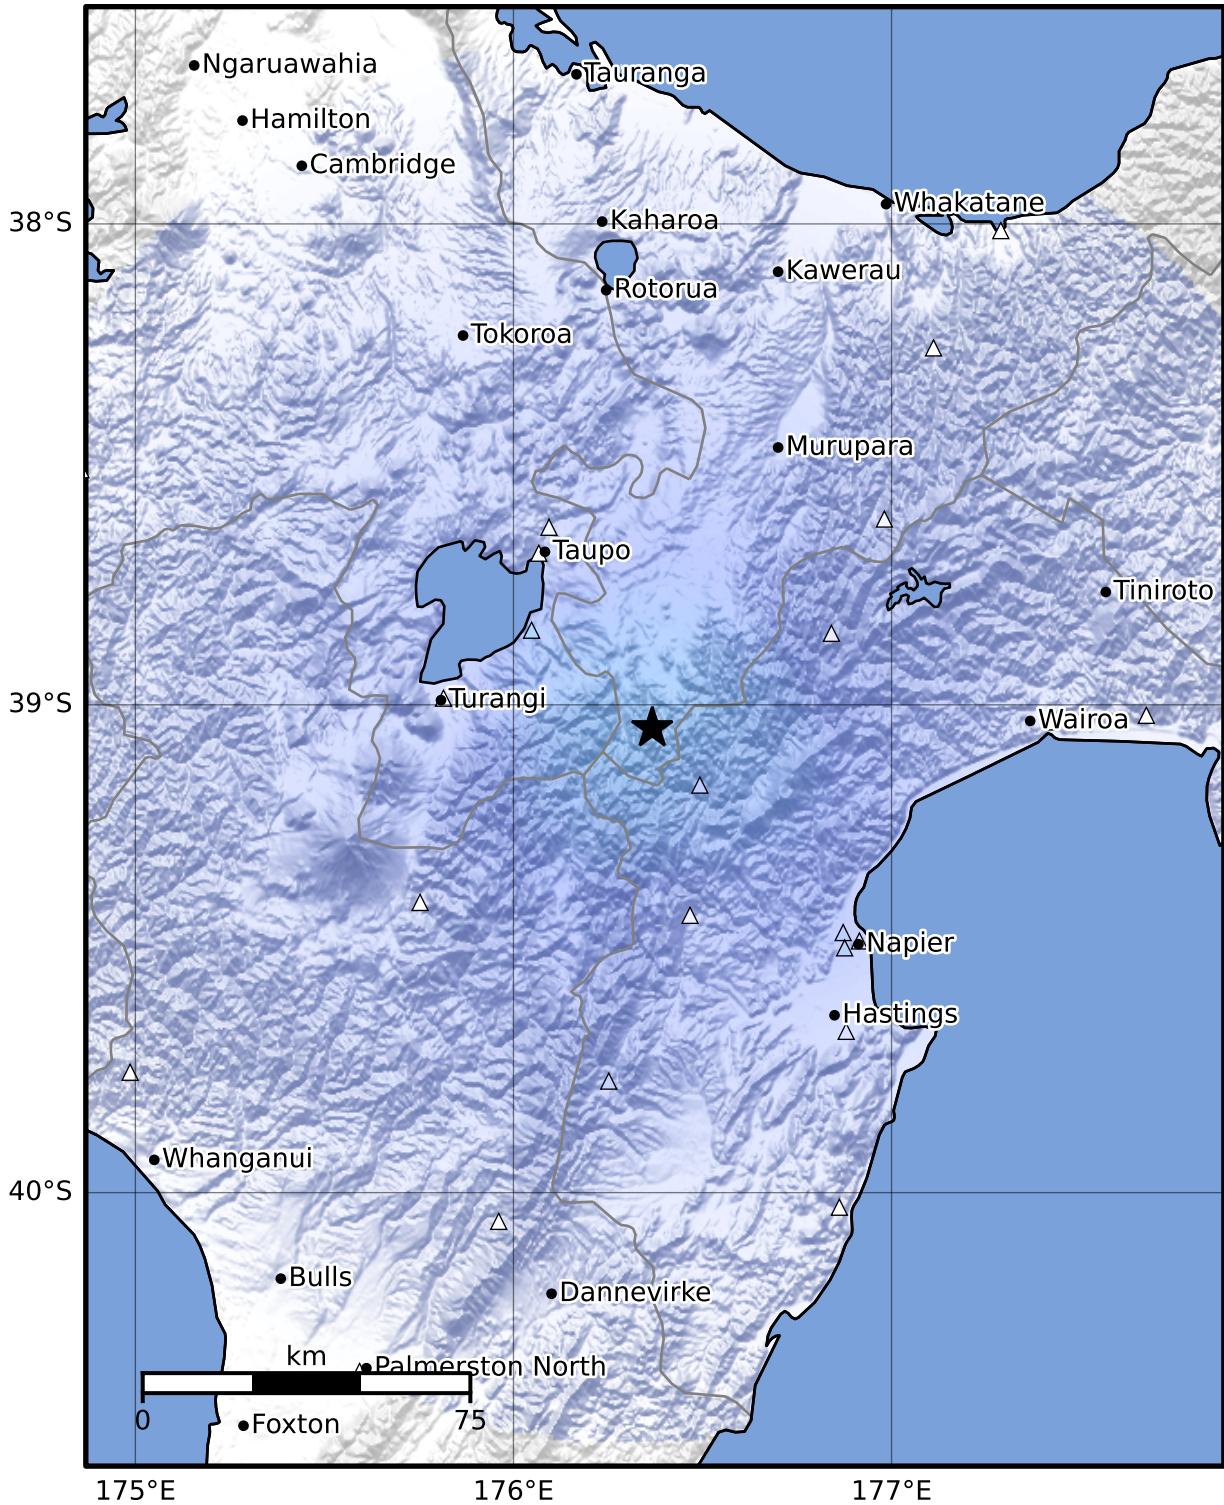 Ngaruawahia
Tauranga
Hamilton
Cambridge
Whakatane
Kaharoa
38°S
Kawerau
Rotorua
Tokoroa
Murupara
Taupo
Tiniroto
Turangi
39°S
Wairoa
Napier
Hastings
Whanganui
40°S
Bulls
Dannevirke
km
Palmerston North
0
75
Foxton
175°E
176°E
177°E